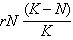 rN (K − N) / K